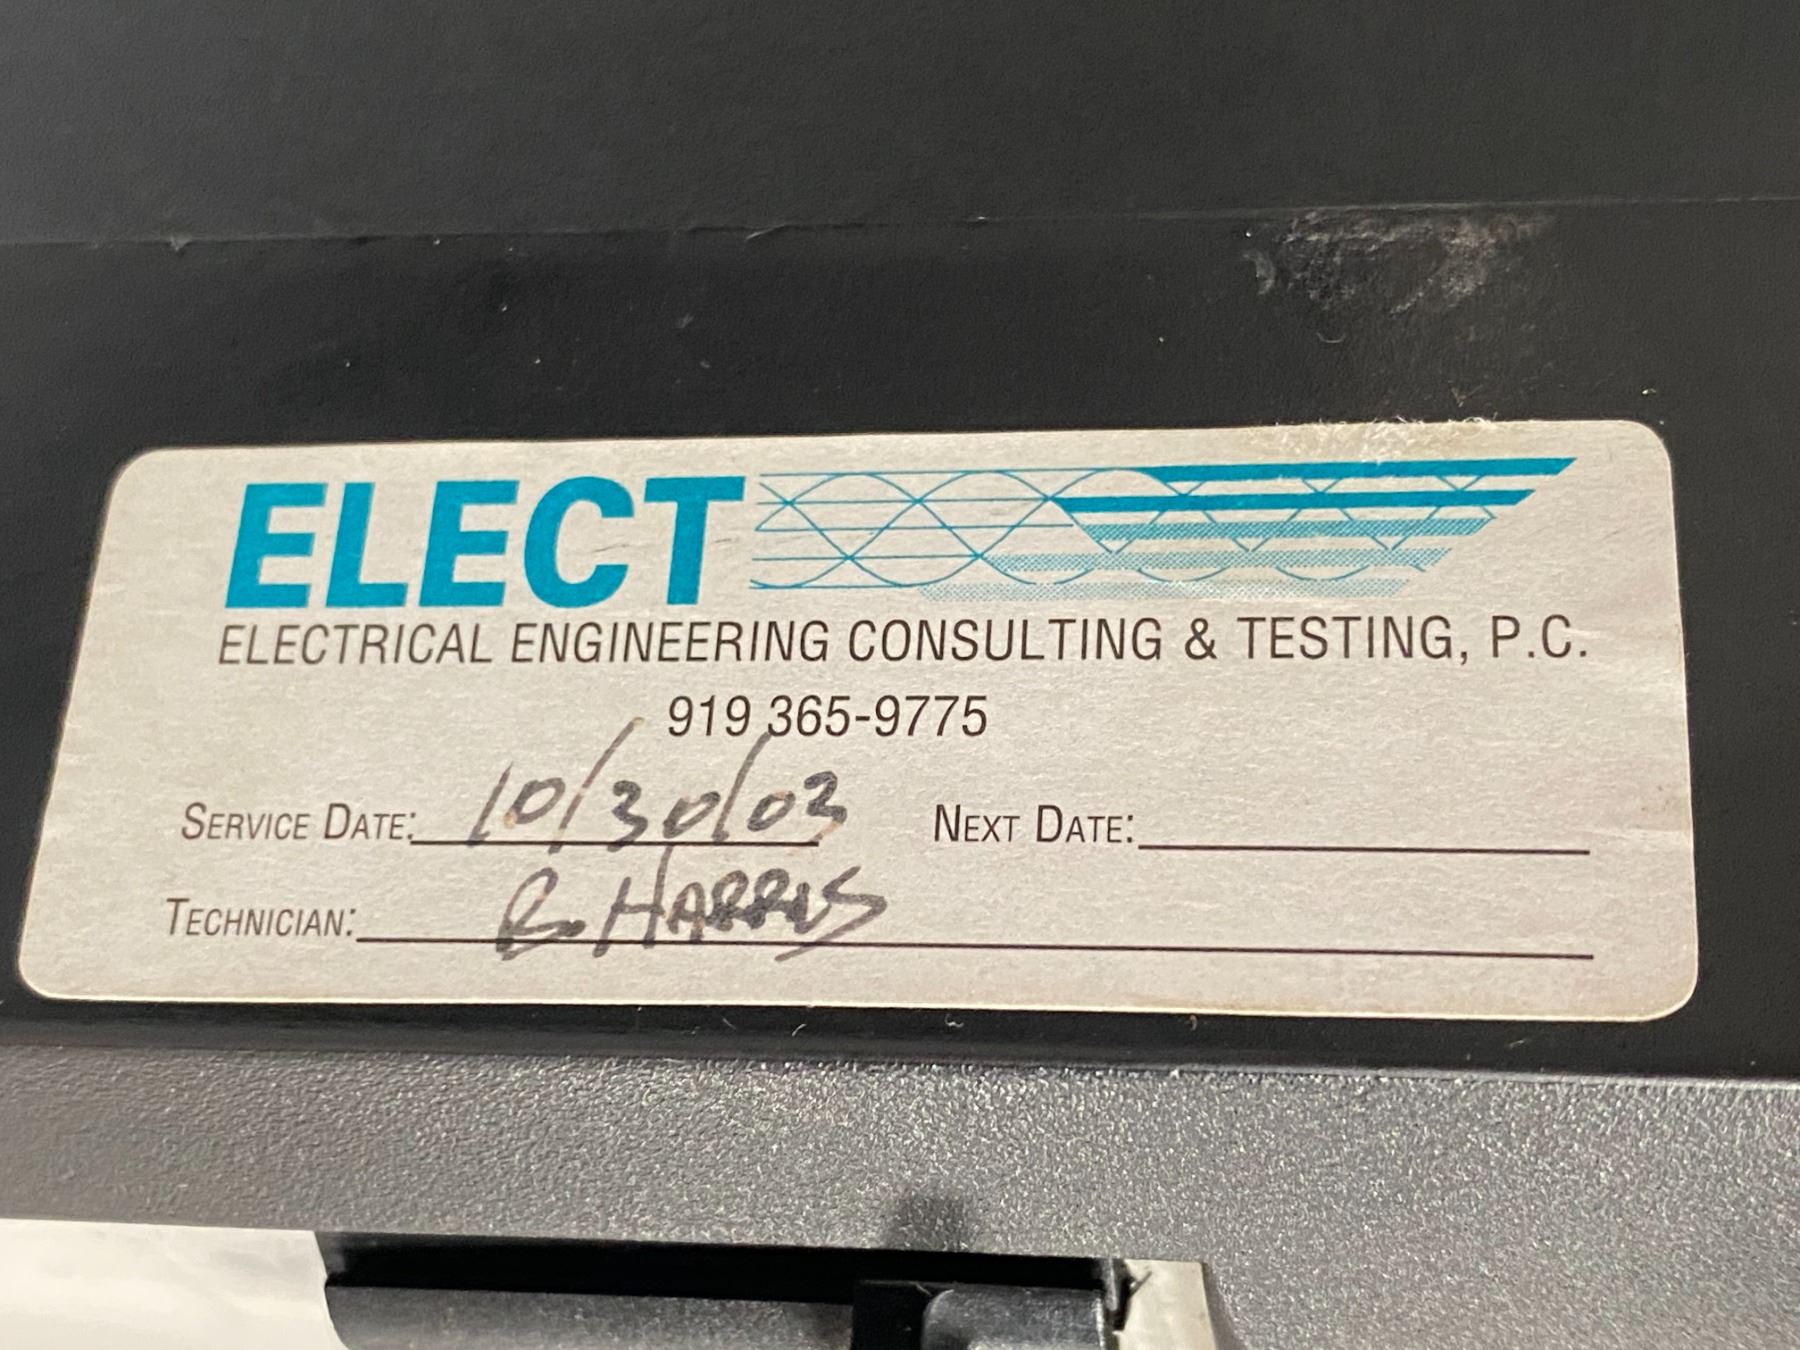 ELECT
ELECTRICAL ENGINEERING CONSULTING & TESTING, P.C.
919 365-9775
SERVICE DATE: 10/30/03 NEXT DATE:
TECHNICIAN: R. HARRIS